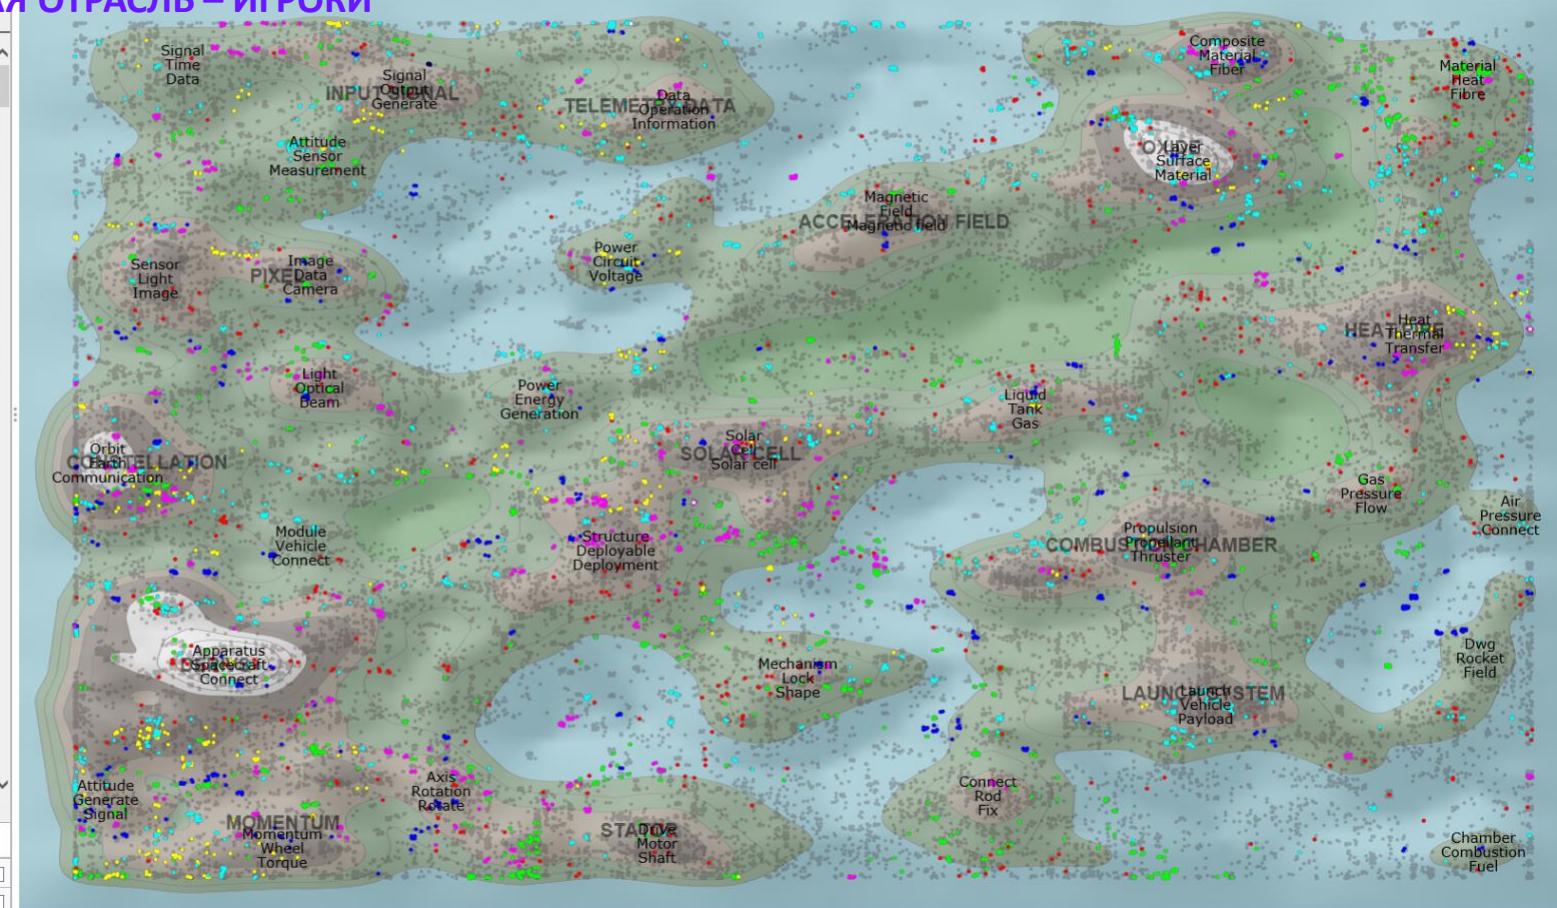 АЯ ОТРАСЛЬ – ИГРОКИ
Signal
Time
Data
INPUT SIGNAL
Signal
Output
Generate
TELEMETRY DATA
Data
Operation
Information
Composite
Material
Fiber
Material
Heat
Fibre
Attitude
Sensor
Measurement
Layer
Surface
Material
Magnetic
Field
Magnetic field
ACCELERATION FIELD
Power
Circuit
Voltage
Sensor
Light
Image
PIXEL
Image
Data
Camera
Heat
Thermal
Transfer
Light
Optical
Beam
Power
Energy
Generation
Liquid
Tank
Gas
Orbit
Earth
Communication
CONSTELLATION
SOLAR CELL
Solar
Cell
Solar cell
Gas
Pressure
Flow
Air
Pressure
Connect
Module
Vehicle
Connect
Structure
Deployable
Deployment
COMBUSTION CHAMBER
Propulsion
Propellant
Thruster
Apparatus
Spacecraft
Connect
Mechanism
Lock
Shape
Dwg
Rocket
Field
LAUNCH SYSTEM
Launch
Vehicle
Payload
Attitude
Generate
Signal
Axis
Rotation
Rotate
Connect
Rod
Fix
MOMENTUM
Momentum
Wheel
Torque
STATOR
Drive
Motor
Shaft
Chamber
Combustion
Fuel